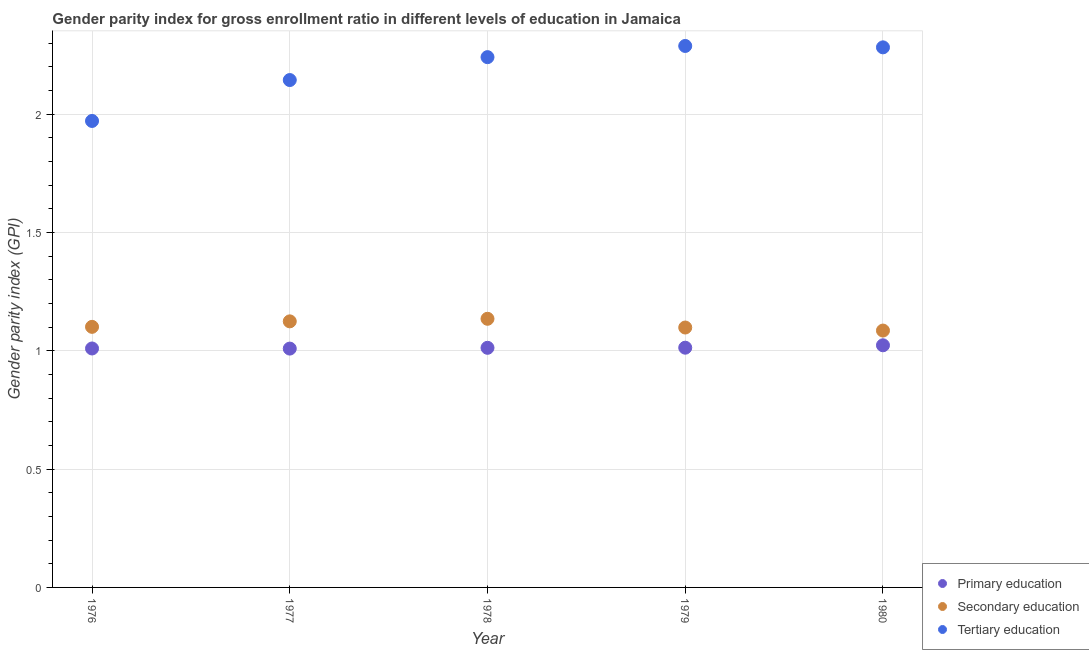 Gender parity index for gross enrollment ratio in different levels of education in Jamaica
Gender parity index (GPI)
2
1.5
1
0.5
0
1976
1977
1978
1979
1980
Year
Primary education
Secondary education
Tertiary education